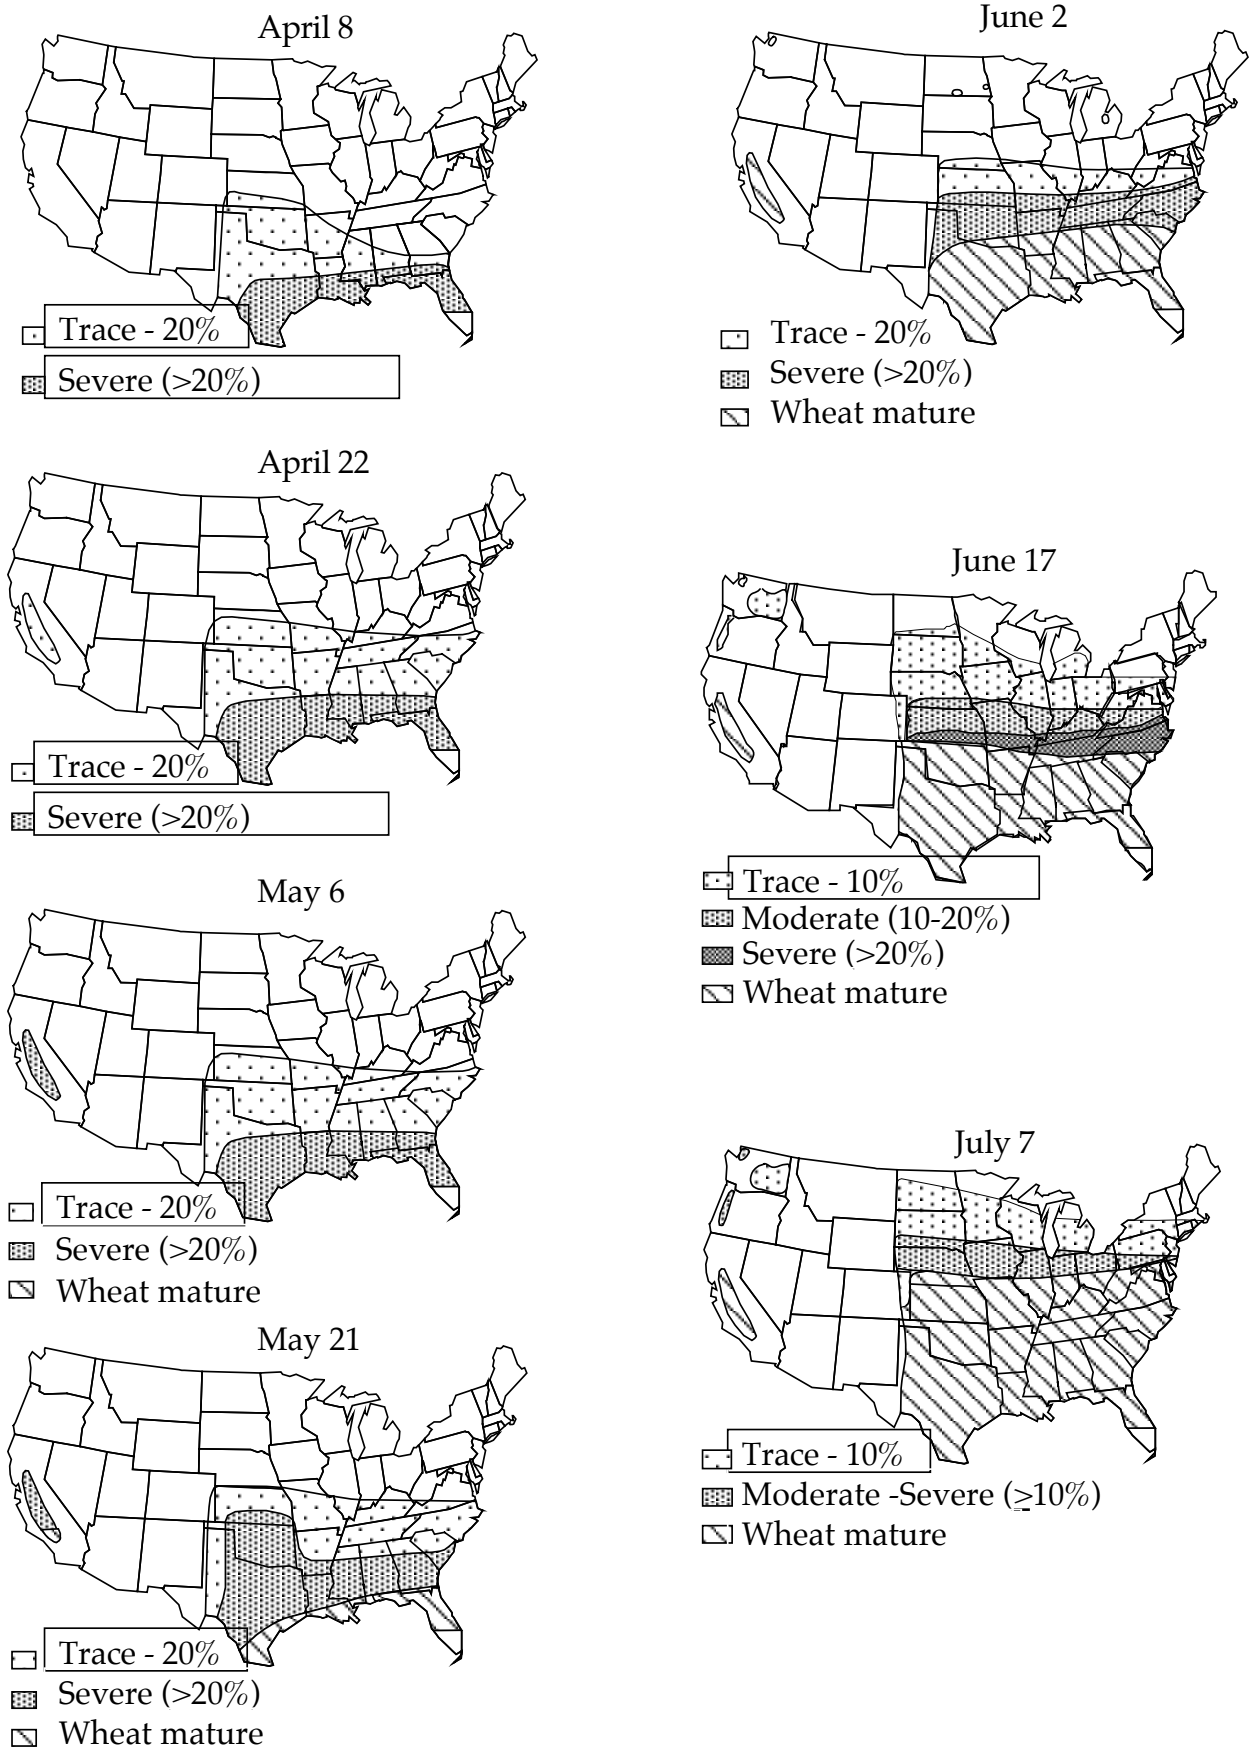 April 8
Trace - 20%
Severe (>20%)
April 22
Trace - 20%
Severe (>20%)
May 6
Trace - 20%
Severe (>20%)
Wheat mature
May 21
Trace - 20%
Severe (>20%)
Wheat mature
June 2
Trace - 20%
Severe (>20%)
Wheat mature
June 17
Trace - 10%
Moderate (10-20%)
Severe (>20%)
Wheat mature
July 7
Trace - 10%
Moderate -Severe (≥10%)
Wheat mature